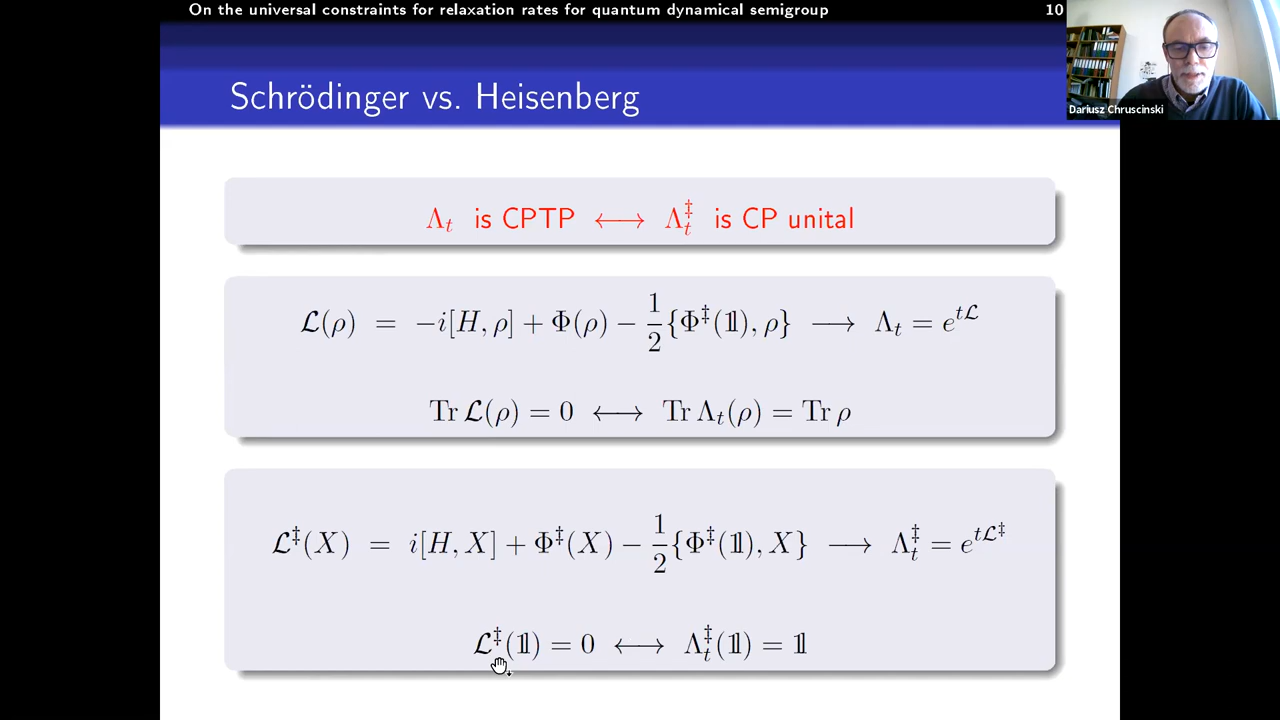 On the universal constraints for relaxation rates for quantum dynamical semigroup 10
Dariusz Chruscinski
Schrödinger vs. Heisenberg
Λ_t is CPTP ⟷ Λ_t^‡ is CP unital
ℒ(ρ) = −i[H, ρ] + Φ(ρ) − 1/2 {Φ^‡(𝟙), ρ} ⟶ Λ_t = e^{tℒ}
Tr ℒ(ρ) = 0 ⟷ Tr Λ_t(ρ) = Tr ρ
ℒ^‡(X) = i[H, X] + Φ^‡(X) − 1/2 {Φ^‡(𝟙), X} ⟶ Λ_t^‡ = e^{tℒ^‡}
ℒ^‡(𝟙) = 0 ⟷ Λ_t^‡(𝟙) = 𝟙